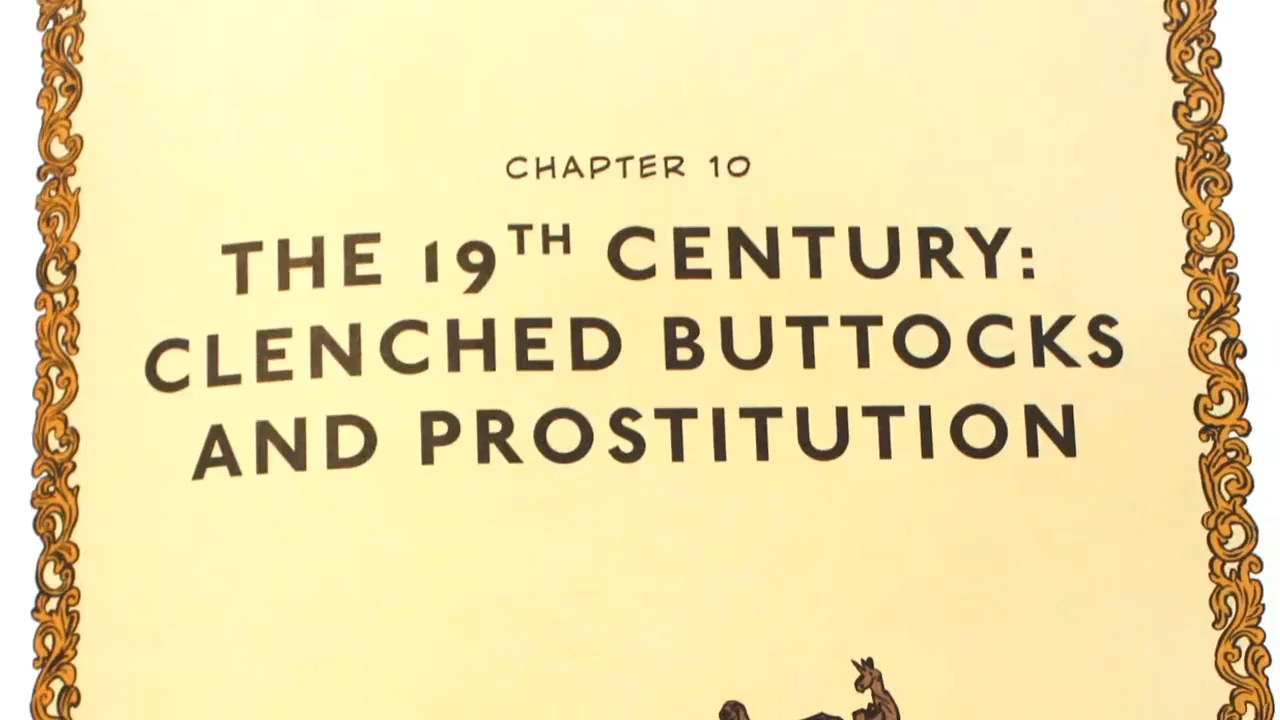 CHAPTER 10
THE 19TH CENTURY:
CLENCHED BUTTOCKS
AND PROSTITUTION